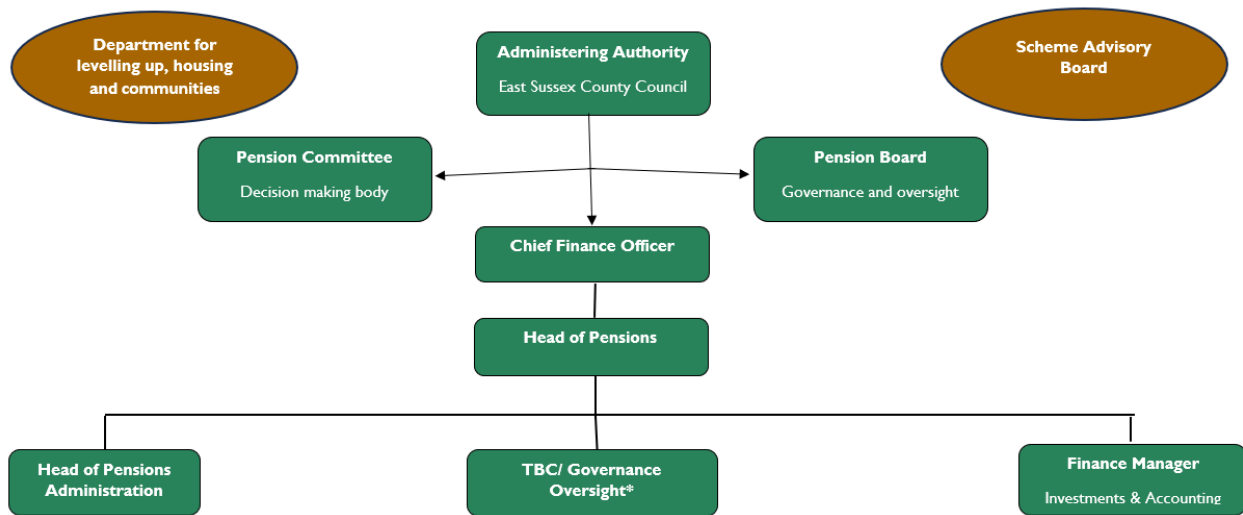 Department for
levelling up, housing
and communities
Administering Authority
East Sussex County Council
Scheme Advisory
Board
Pension Committee
Decision making body
Pension Board
Governance and oversight
Chief Finance Officer
Head of Pensions
Head of Pensions
Administration
TBC/ Governance
Oversight*
Finance Manager
Investments & Accounting